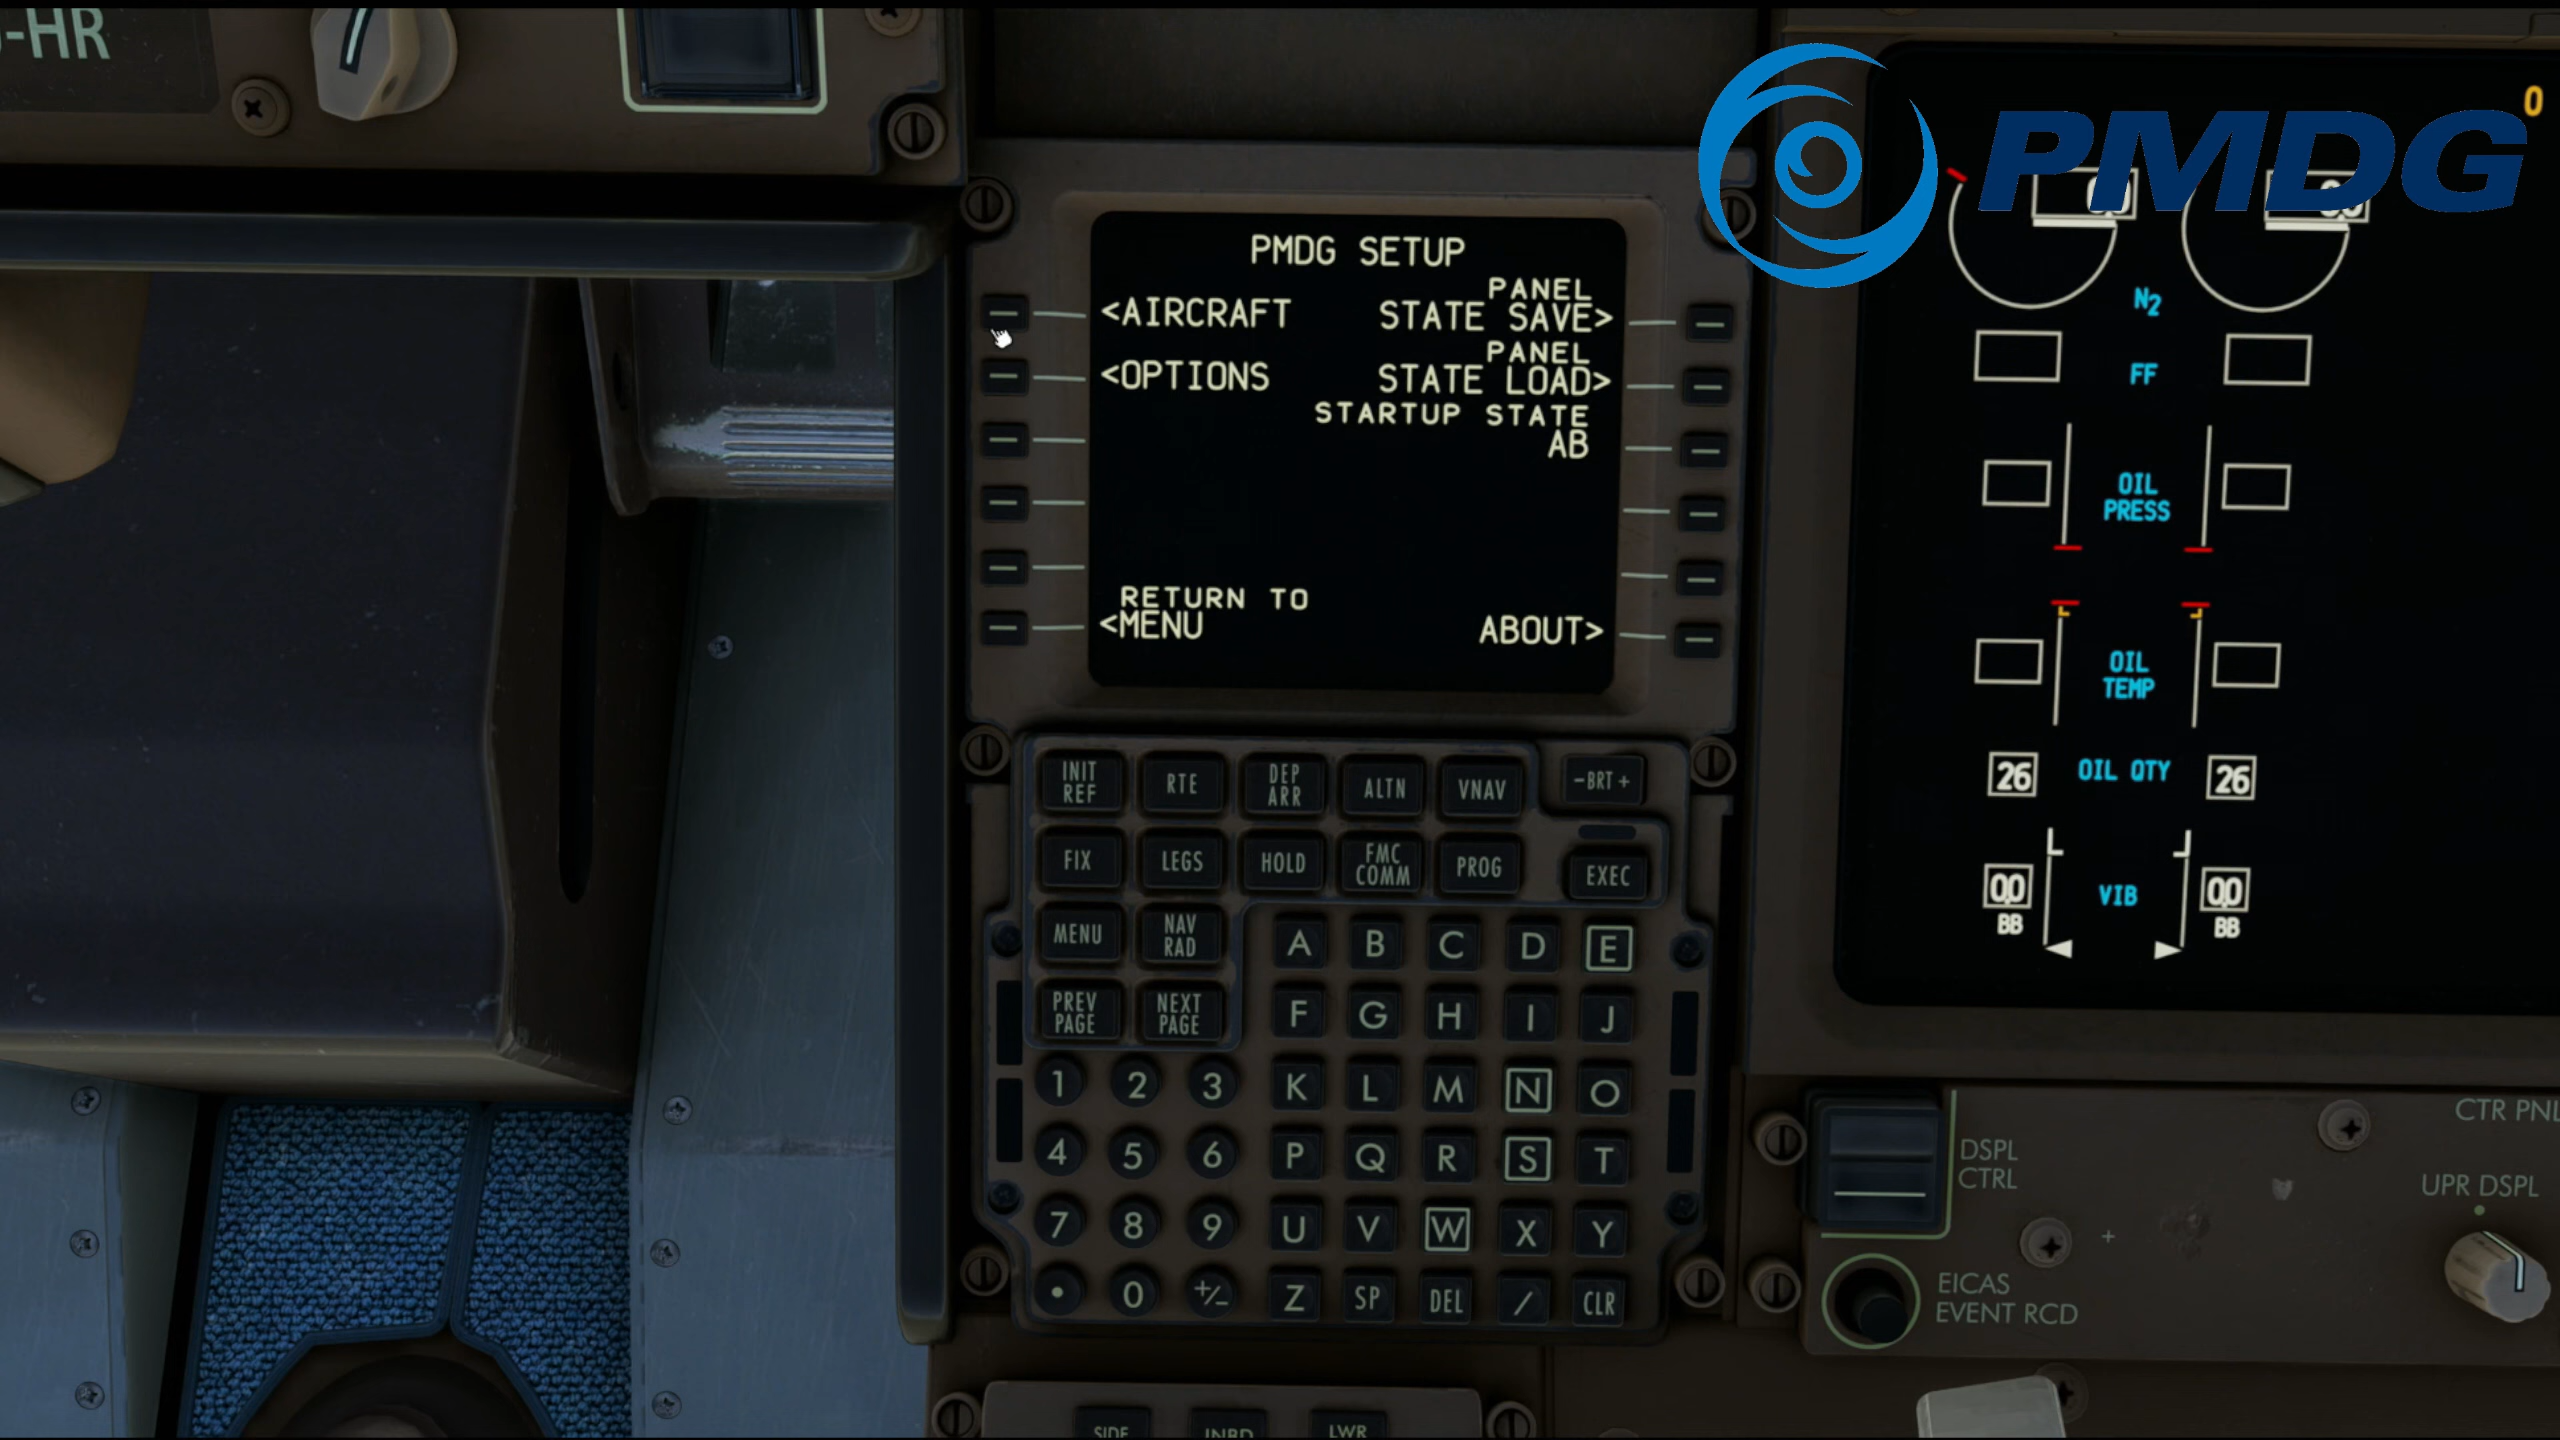 -HR
PMDG
0
PMDG SETUP
<AIRCRAFT
PANEL
STATE SAVE>
<OPTIONS
PANEL
STATE LOAD>
STARTUP STATE
AB
RETURN TO
<MENU
ABOUT>
N2
FF
OIL
PRESS
OIL
TEMP
26 OIL QTY 26
0.0 VIB 0.0
BB BB
INIT
REF
RTE
DEP
ARR
ALTN
VNAV
-BRT+
FIX
LEGS
HOLD
FMC
COMM
PROG
EXEC
MENU
NAV
RAD
PREV
PAGE
NEXT
PAGE
A B C D E
F G H I J
1 2 3 K L M N O
4 5 6 P Q R S T
7 8 9 U V W X Y
• 0 +/- Z SP DEL / CLR
DSPL
CTRL
EICAS
EVENT RCD
CTR PNL
UPR DSPL
SIDE INBD LWR